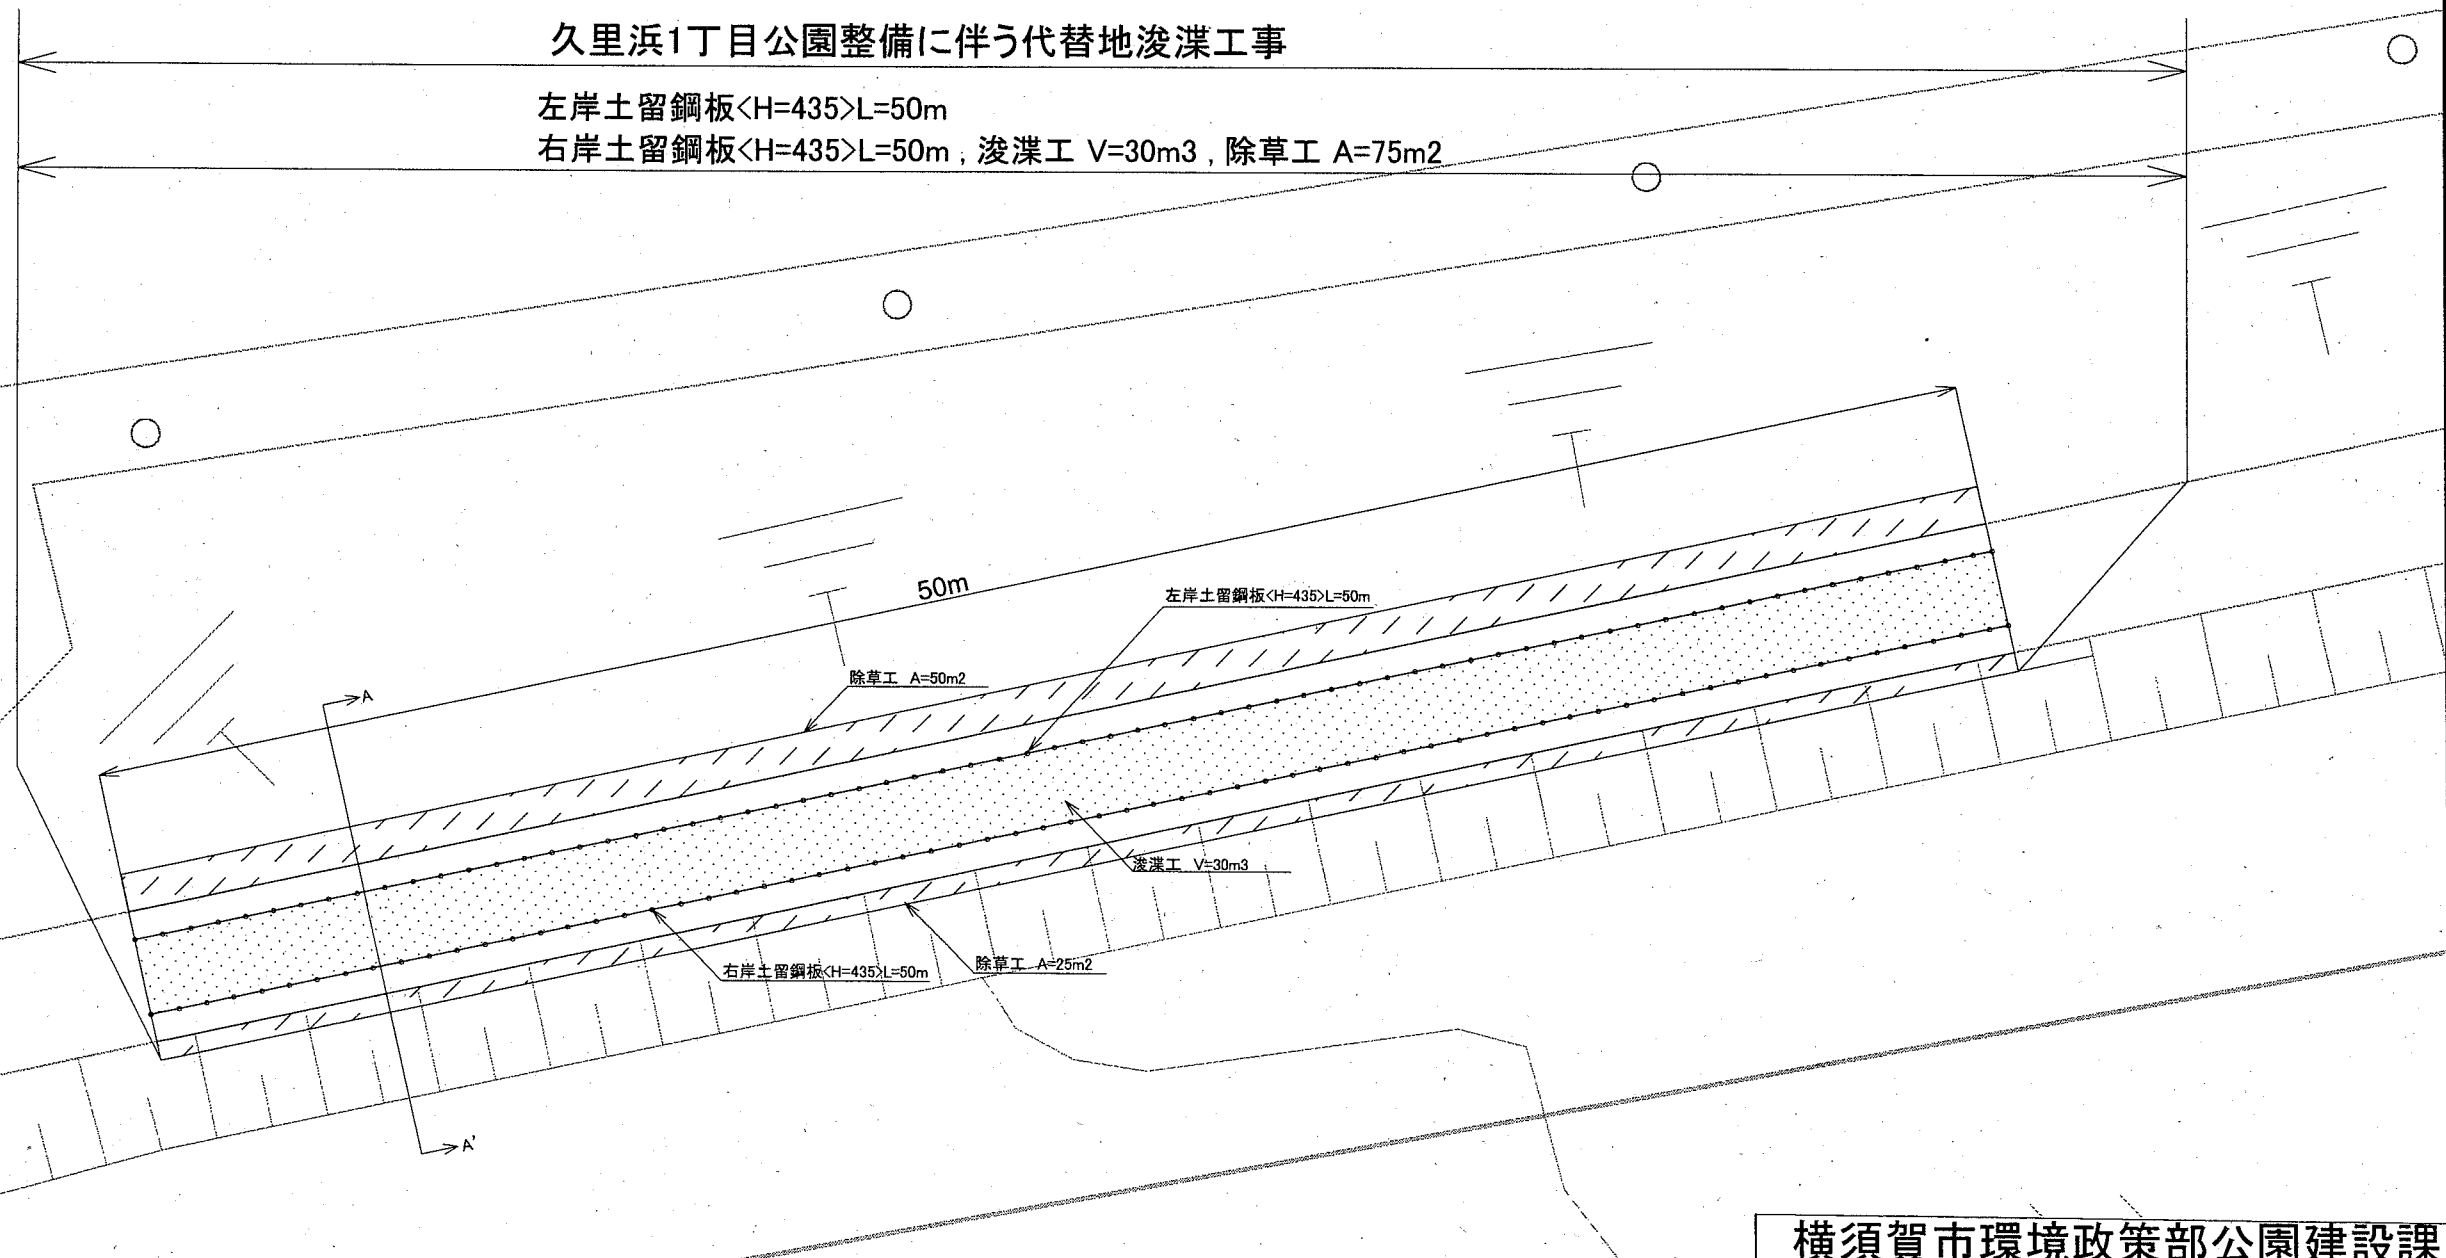 久里浜1丁目公園整備に伴う代替地浚渫工事
左岸土留鋼板<H=435>L=50m
右岸土留鋼板<H=435>L=50m , 浚渫工 V=30m3 , 除草工 A=75m2
50m
左岸土留鋼板<H=435>L=50m
除草工 A=50m2
A
浚渫工 V=30m3
右岸土留鋼板<H=435>L=50m
除草工 A=25m2
A'
横須賀市環境政策部公園建設課